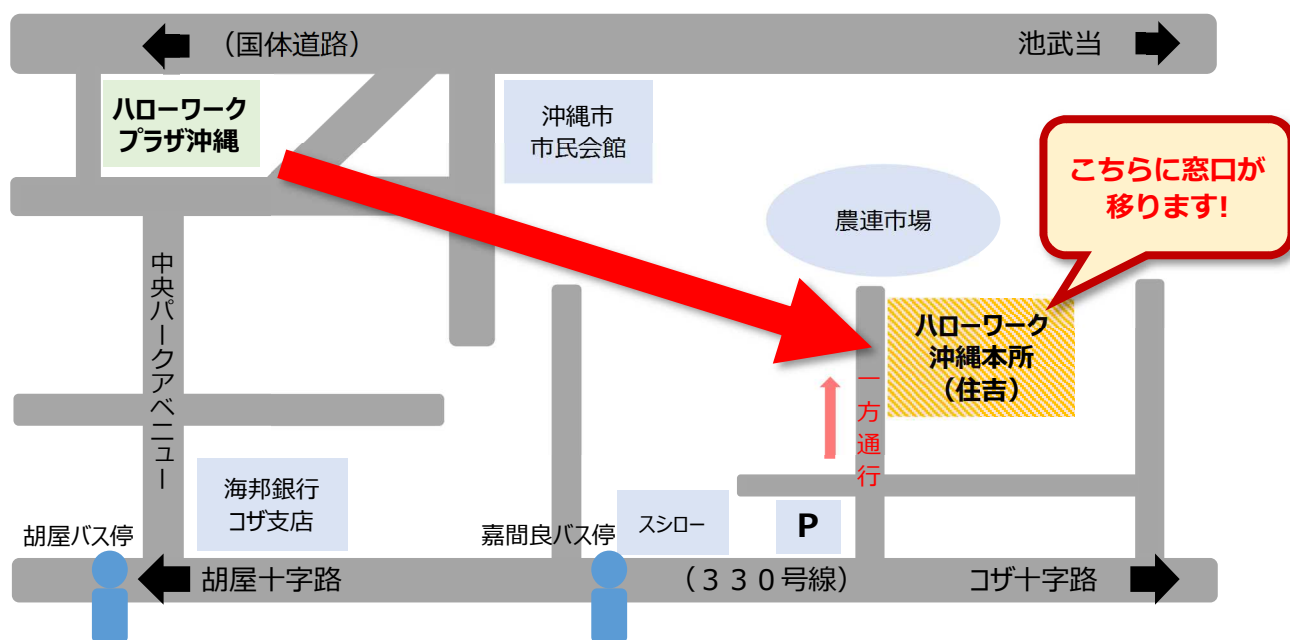 (国体道路)
池武当
ハローワーク
プラザ沖縄
沖縄市
市民会館
こちらに窓口が
移ります!
農連市場
中央パークアベニュー
ハローワーク
沖縄本所
(住吉)
一方通行
海邦銀行
コザ支店
スシロー
P
胡屋バス停
嘉間良バス停
胡屋十字路
(330号線)
コザ十字路